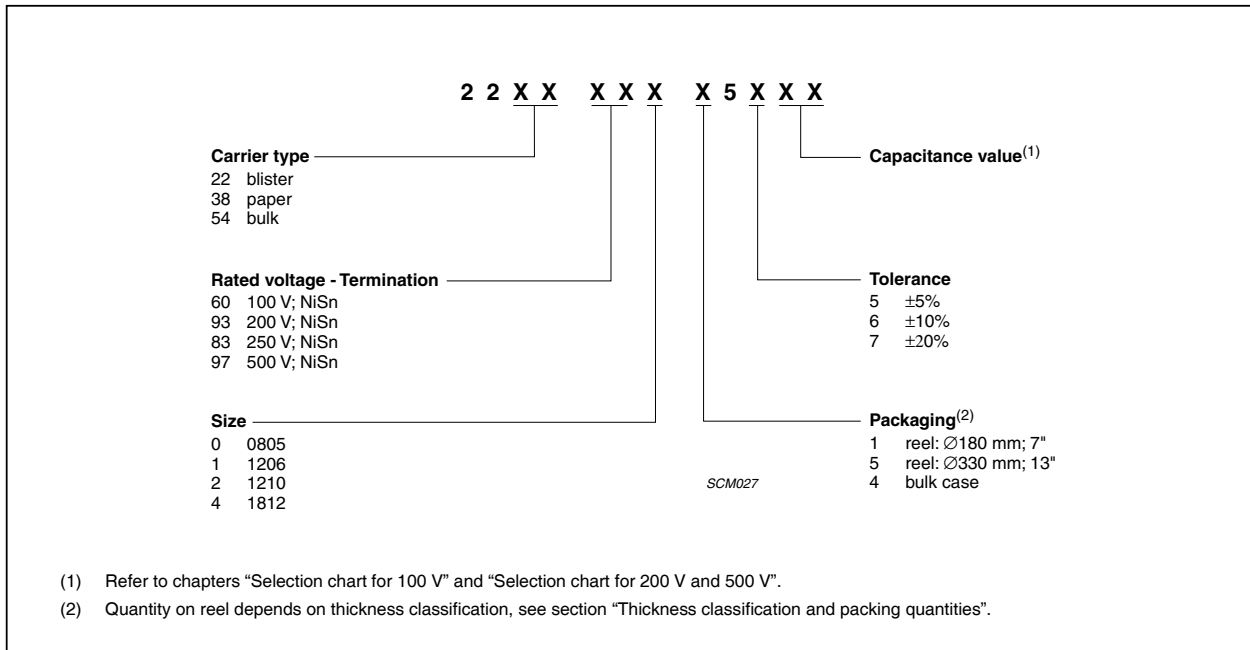 2 2 X X X X X X 5 X X X
Carrier type
22 blister
38 paper
54 bulk
Capacitance value(1)
Rated voltage - Termination
60 100 V; NiSn
93 200 V; NiSn
83 250 V; NiSn
97 500 V; NiSn
Tolerance
5 ±5%
6 ±10%
7 ±20%
Size
0 0805
1 1206
2 1210
4 1812
Packaging(2)
1 reel: Ø180 mm; 7"
5 reel: Ø330 mm; 13"
4 bulk case
SCM027
(1) Refer to chapters “Selection chart for 100 V” and “Selection chart for 200 V and 500 V”.
(2) Quantity on reel depends on thickness classification, see section “Thickness classification and packing quantities”.